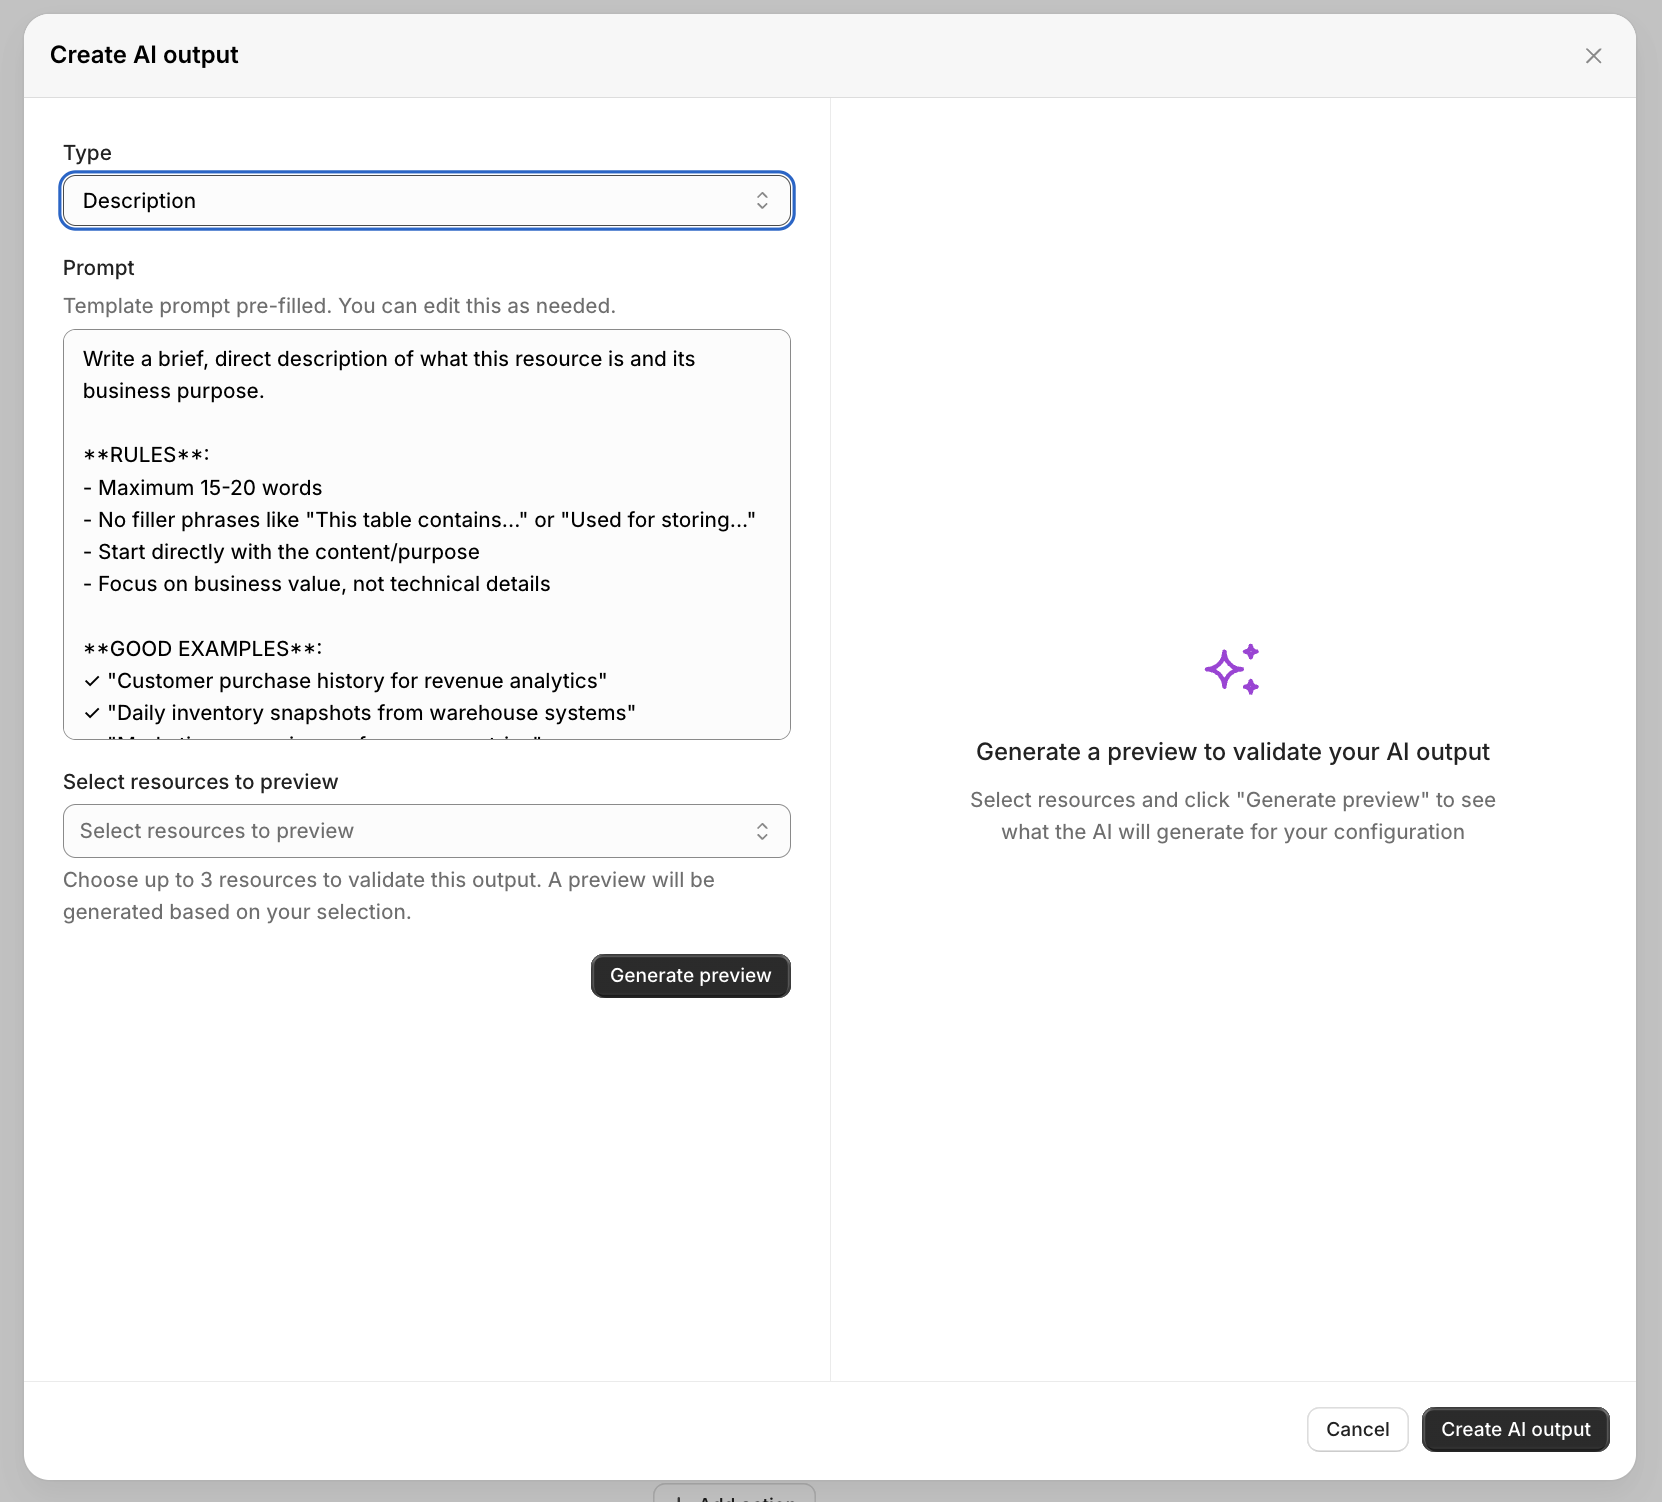 Create AI output
Type
Description
Prompt
Template prompt pre-filled. You can edit this as needed.
Write a brief, direct description of what this resource is and its
business purpose.
**RULES**:
- Maximum 15-20 words
- No filler phrases like "This table contains..." or "Used for storing..."
- Start directly with the content/purpose
- Focus on business value, not technical details
**GOOD EXAMPLES**:
✓ "Customer purchase history for revenue analytics"
✓ "Daily inventory snapshots from warehouse systems"
Select resources to preview
Select resources to preview
Choose up to 3 resources to validate this output. A preview will be
generated based on your selection.
Generate preview
Generate a preview to validate your AI output
Select resources and click "Generate preview" to see
what the AI will generate for your configuration
Cancel
Create AI output